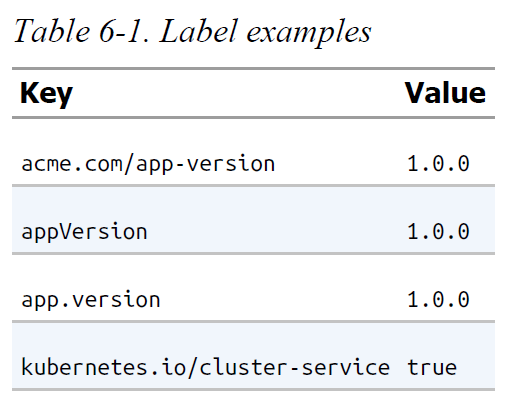 Table 6-1. Label examples
Key Value
acme.com/app-version 1.0.0
appVersion 1.0.0
app.version 1.0.0
kubernetes.io/cluster-service true